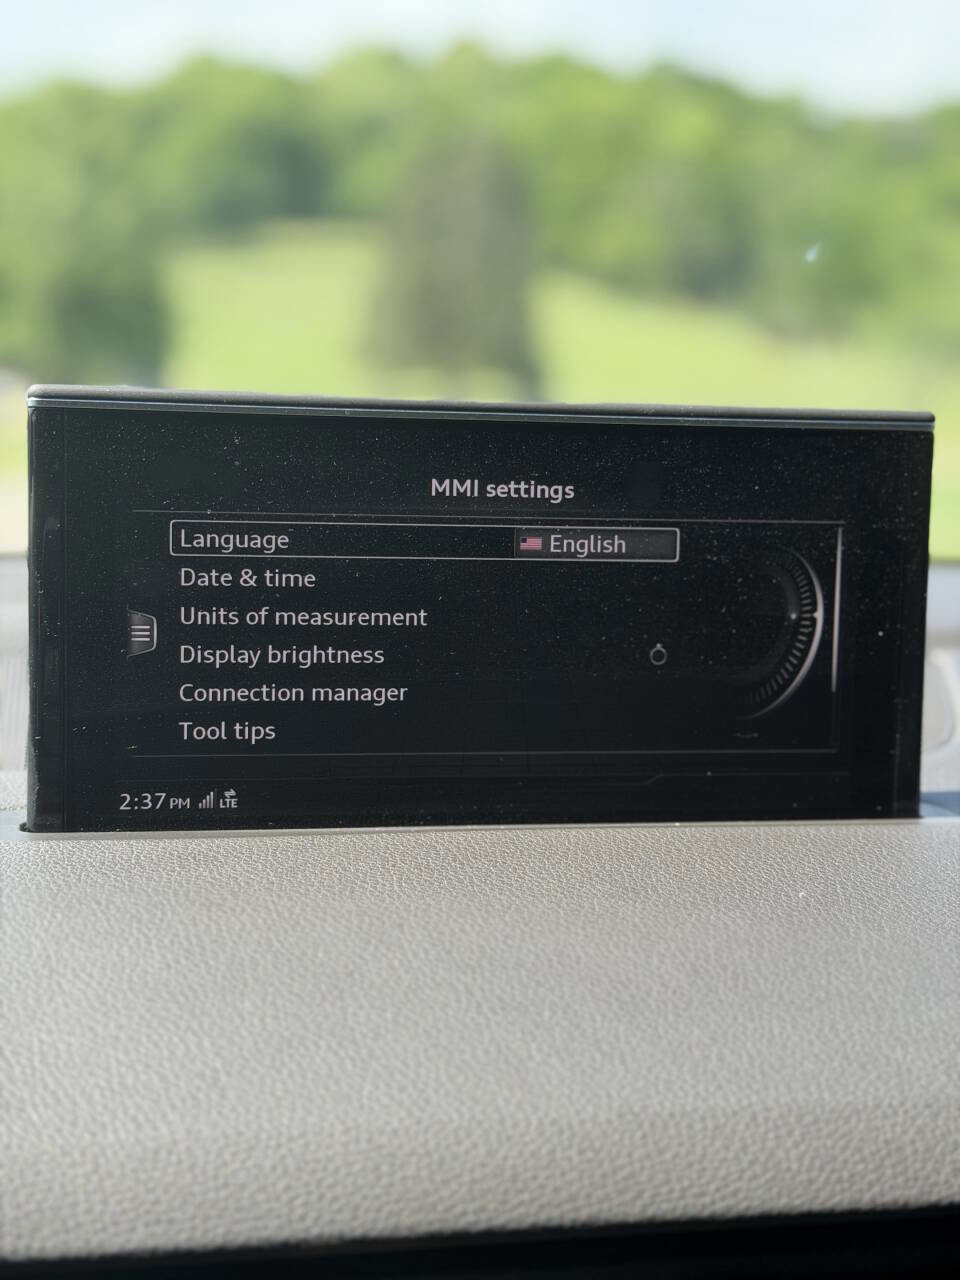 MMI settings
Language English
Date & time
Units of measurement
Display brightness
Connection manager
Tool tips
2:37 PM LTE